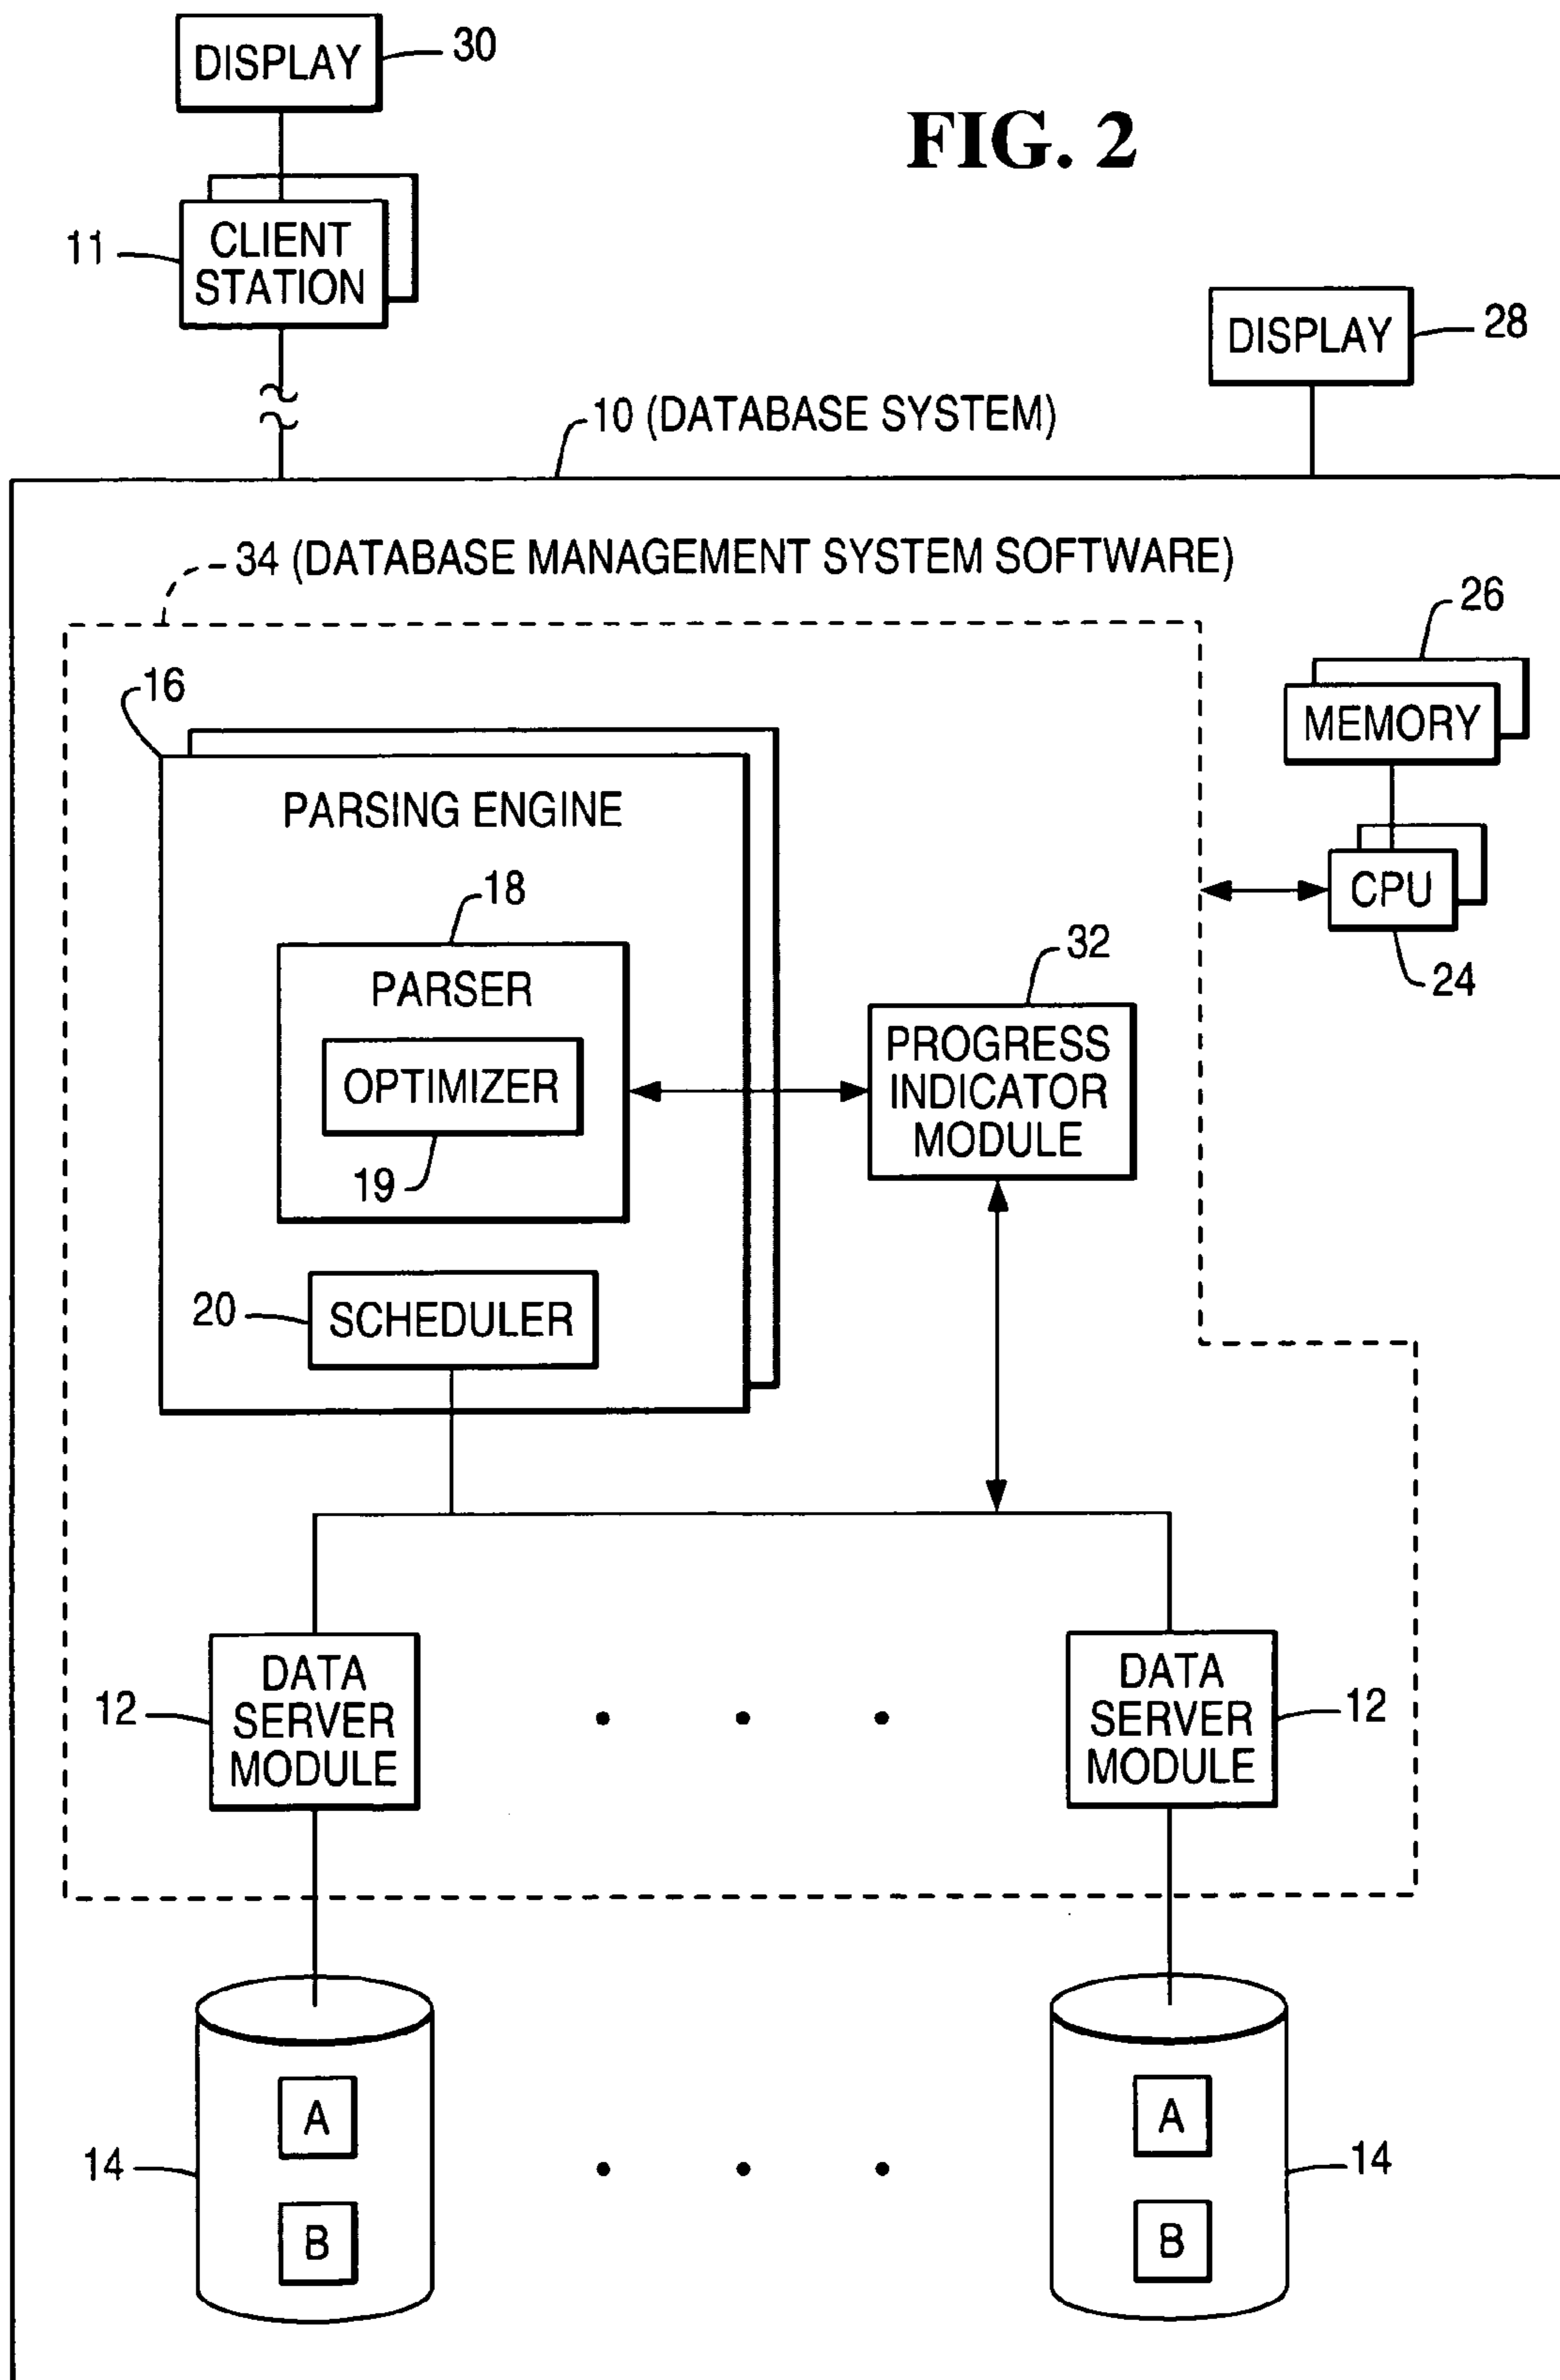 DISPLAY
30
FIG. 2
11
CLIENT
STATION
DISPLAY
28
10 (DATABASE SYSTEM)
34 (DATABASE MANAGEMENT SYSTEM SOFTWARE)
26
MEMORY
16
PARSING ENGINE
CPU
24
18
PARSER
OPTIMIZER
19
32
PROGRESS
INDICATOR
MODULE
20
SCHEDULER
12
DATA
SERVER
MODULE
. . .
DATA
SERVER
MODULE
12
14
A
B
. . .
A
B
14